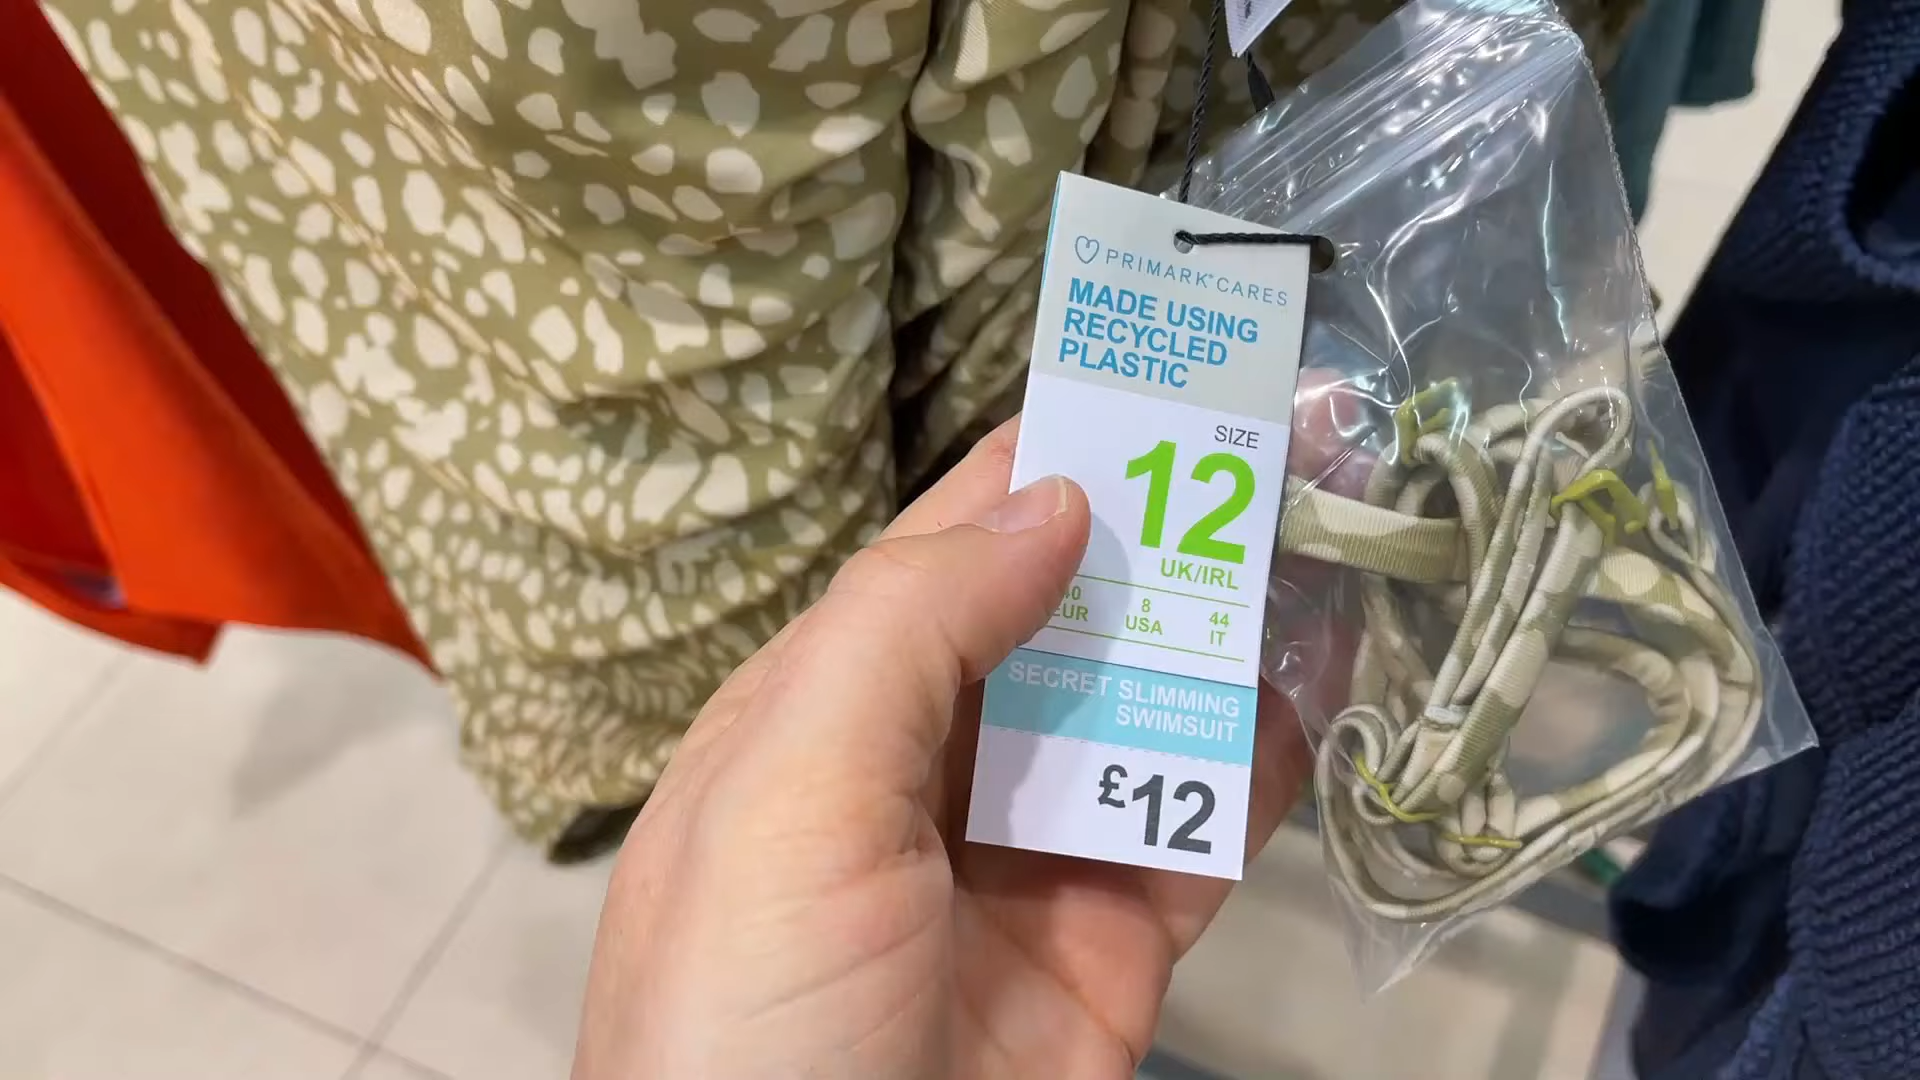 PRIMARK® CARES
MADE USING
RECYCLED
PLASTIC
SIZE
12
UK/IRL
8 44
EUR USA IT
SECRET SLIMMING
SWIMSUIT
£12